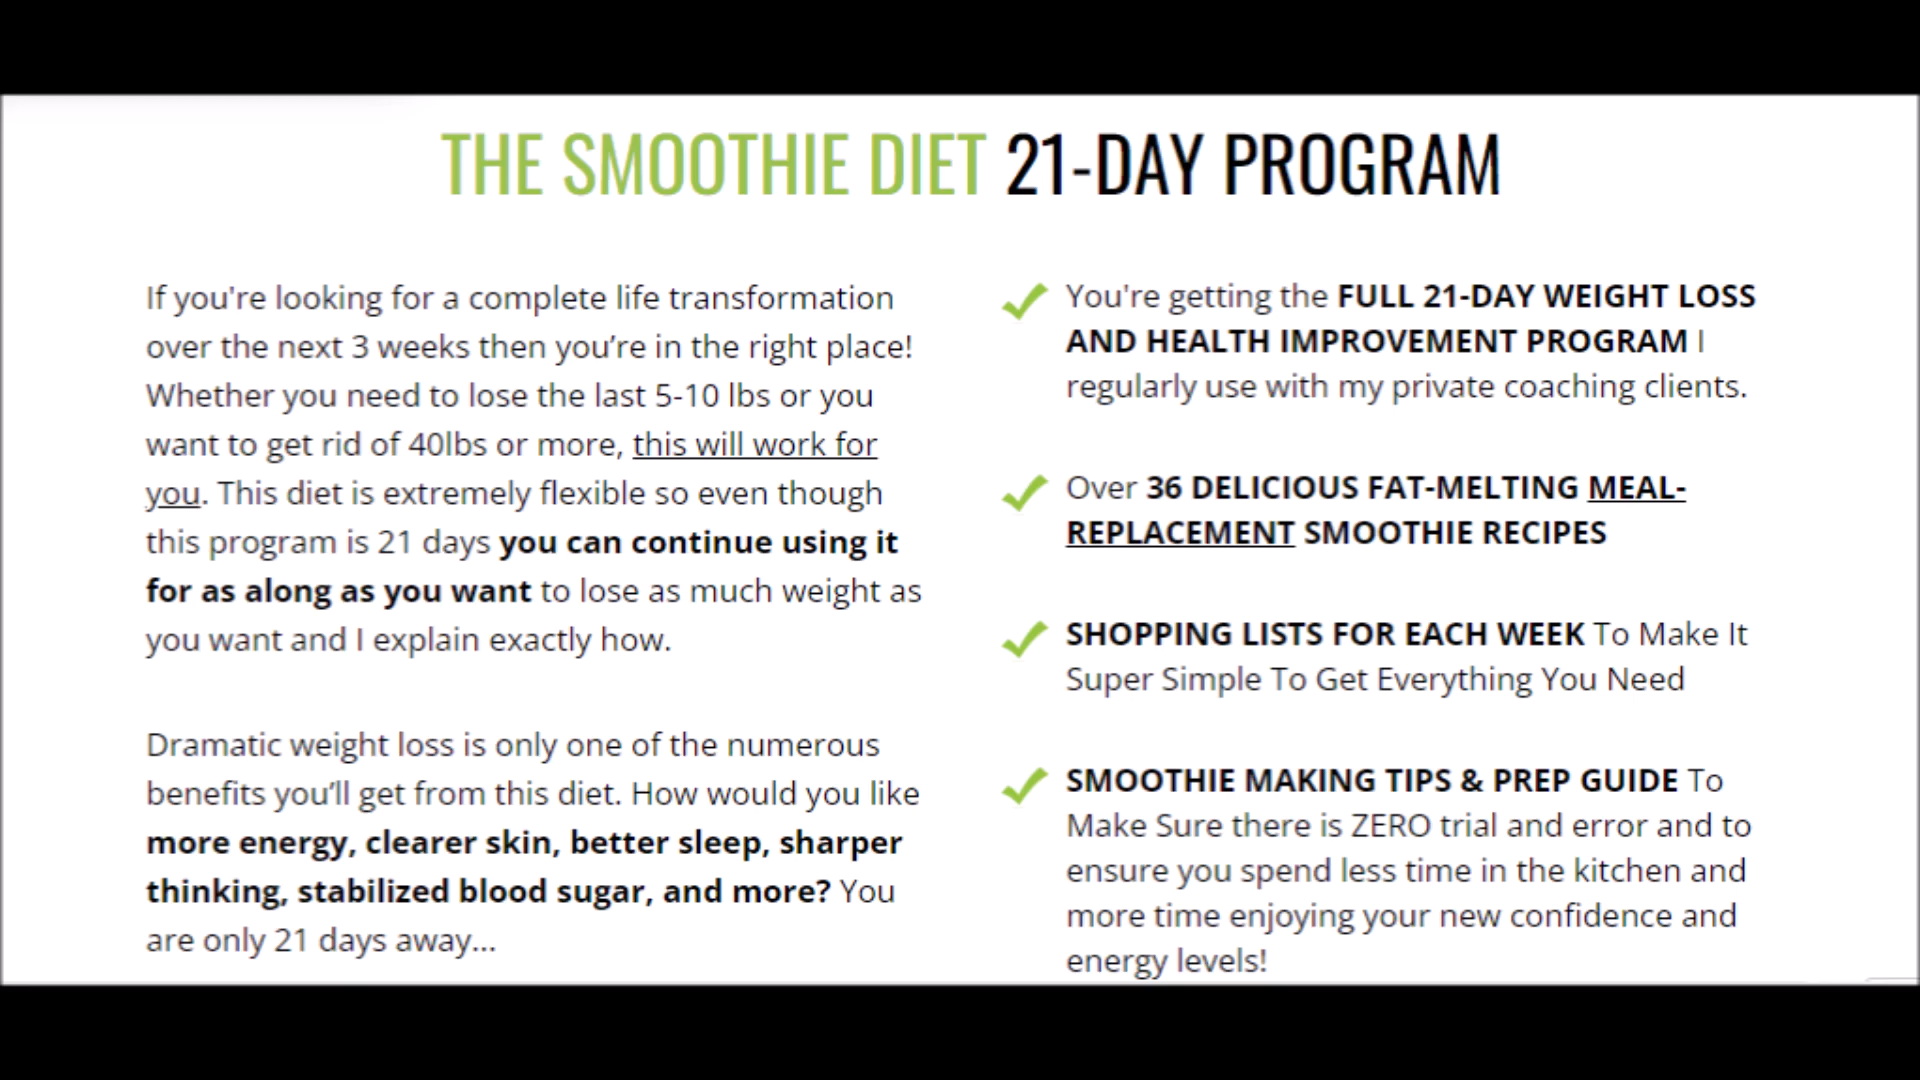 THE SMOOTHIE DIET 21-DAY PROGRAM
If you're looking for a complete life transformation
over the next 3 weeks then you’re in the right place!
Whether you need to lose the last 5-10 lbs or you
want to get rid of 40lbs or more, this will work for
you. This diet is extremely flexible so even though
this program is 21 days you can continue using it
for as along as you want to lose as much weight as
you want and I explain exactly how.
Dramatic weight loss is only one of the numerous
benefits you’ll get from this diet. How would you like
more energy, clearer skin, better sleep, sharper
thinking, stabilized blood sugar, and more? You
are only 21 days away...
You're getting the FULL 21-DAY WEIGHT LOSS
AND HEALTH IMPROVEMENT PROGRAM I
regularly use with my private coaching clients.
Over 36 DELICIOUS FAT-MELTING MEAL-
REPLACEMENT SMOOTHIE RECIPES
SHOPPING LISTS FOR EACH WEEK To Make It
Super Simple To Get Everything You Need
SMOOTHIE MAKING TIPS & PREP GUIDE To
Make Sure there is ZERO trial and error and to
ensure you spend less time in the kitchen and
more time enjoying your new confidence and
energy levels!